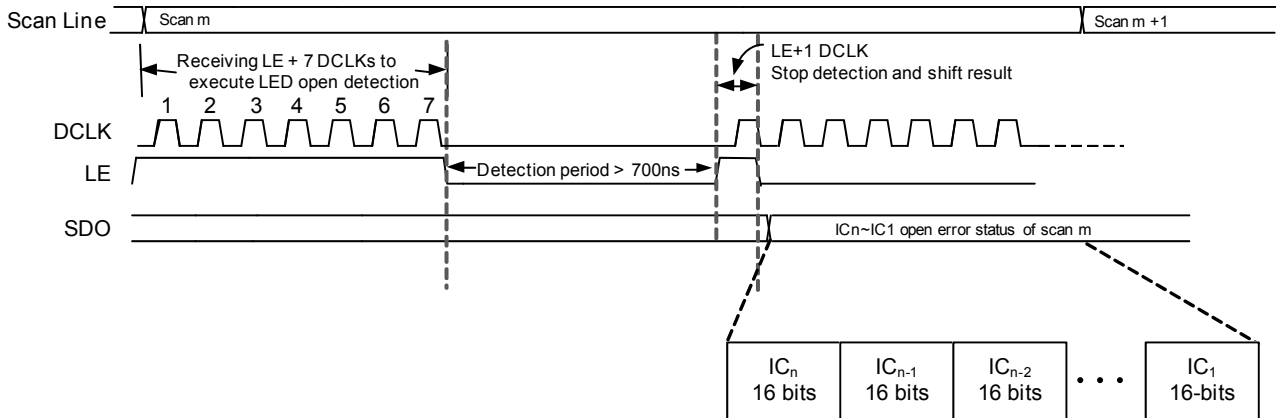 Scan Line
Scan m
Scan m +1
Receiving LE + 7 DCLKs to
execute LED open detection
LE+1 DCLK
Stop detection and shift result
1 2 3 4 5 6 7
DCLK
LE
Detection period > 700ns
SDO
ICn~IC1 open error status of scan m
ICn ICn-1 ICn-2 IC1
16 bits 16 bits 16 bits • • • 16-bits